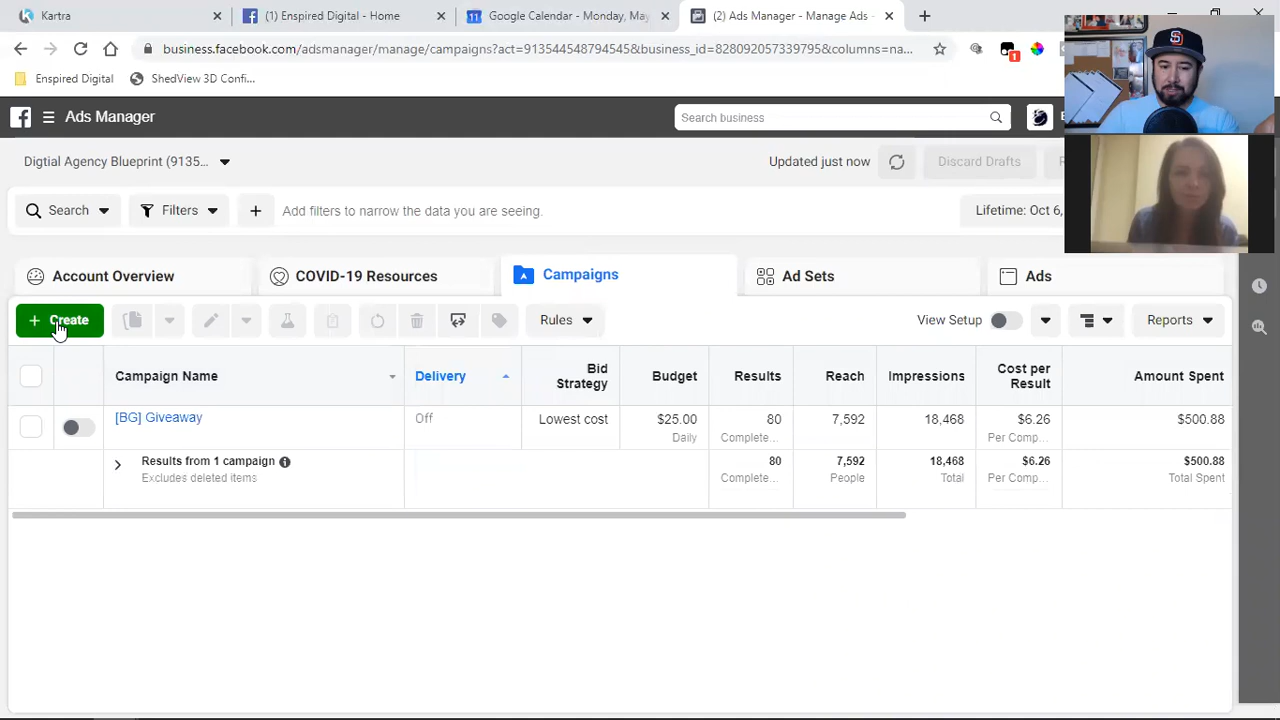 Kartra
(1) Enspired Digital - Home
Google Calendar - Monday, Ma
(2) Ads Manager - Manage Ads -
business.facebook.com/adsmana
e/campaigns?act=913544548794545&business_id=828092057339795&columns=na...
1
Enspired Digital
ShedView 3D Confi...
Ads Manager
Search business
Digtial Agency Blueprint (9135...
Updated just now
Discard Drafts
Search
Filters
Add filters to narrow the data you are seeing.
Lifetime: Oct 6,
Account Overview
COVID-19 Resources
Campaigns
Ad Sets
Ads
+ Create
Rules
View Setup
Reports
Campaign Name
Delivery
Bid
Strategy
Budget
Results
Reach
Impressions
Cost per
Result
Amount Spent
[BG] Giveaway
Off
Lowest cost
$25.00
Daily
80
Complete...
7,592
18,468
$6.26
Per Comp...
$500.88
Results from 1 campaign
Excludes deleted items
80
Complete...
7,592
People
18,468
Total
$6.26
Per Comp...
$500.88
Total Spent